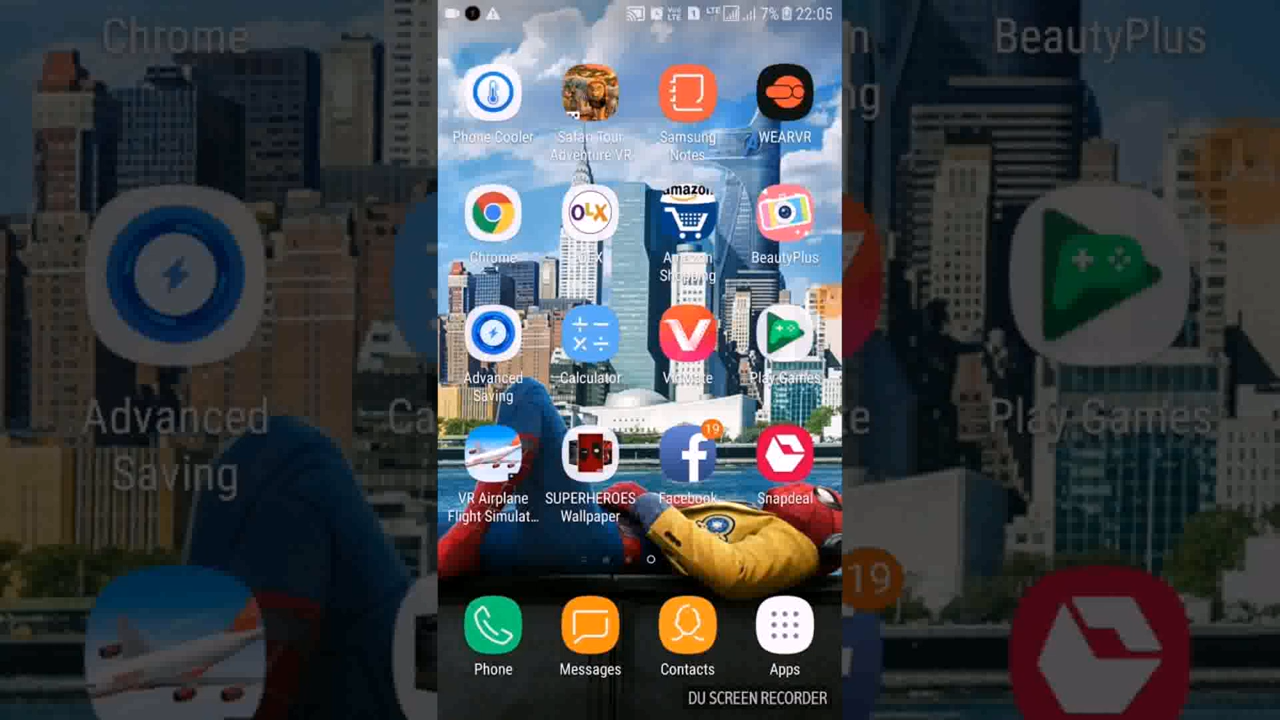 7% 22:05
Chrome
BeautyPlus
Phone Cooler
Safari Tour
Adventure VR
Samsung
Notes
WEARVR
OLX
amazon
Chrome
OLX
Amazon
Shopping
BeautyPlus
Advanced
Saving
Calculator
VidMate
Play Games
Advanced
Saving
Play Games
19
VR Airplane
Flight Simulat...
SUPERHEROES
Wallpaper
Facebook
Snapdeal
19
Phone
Messages
Contacts
Apps
DU SCREEN RECORDER